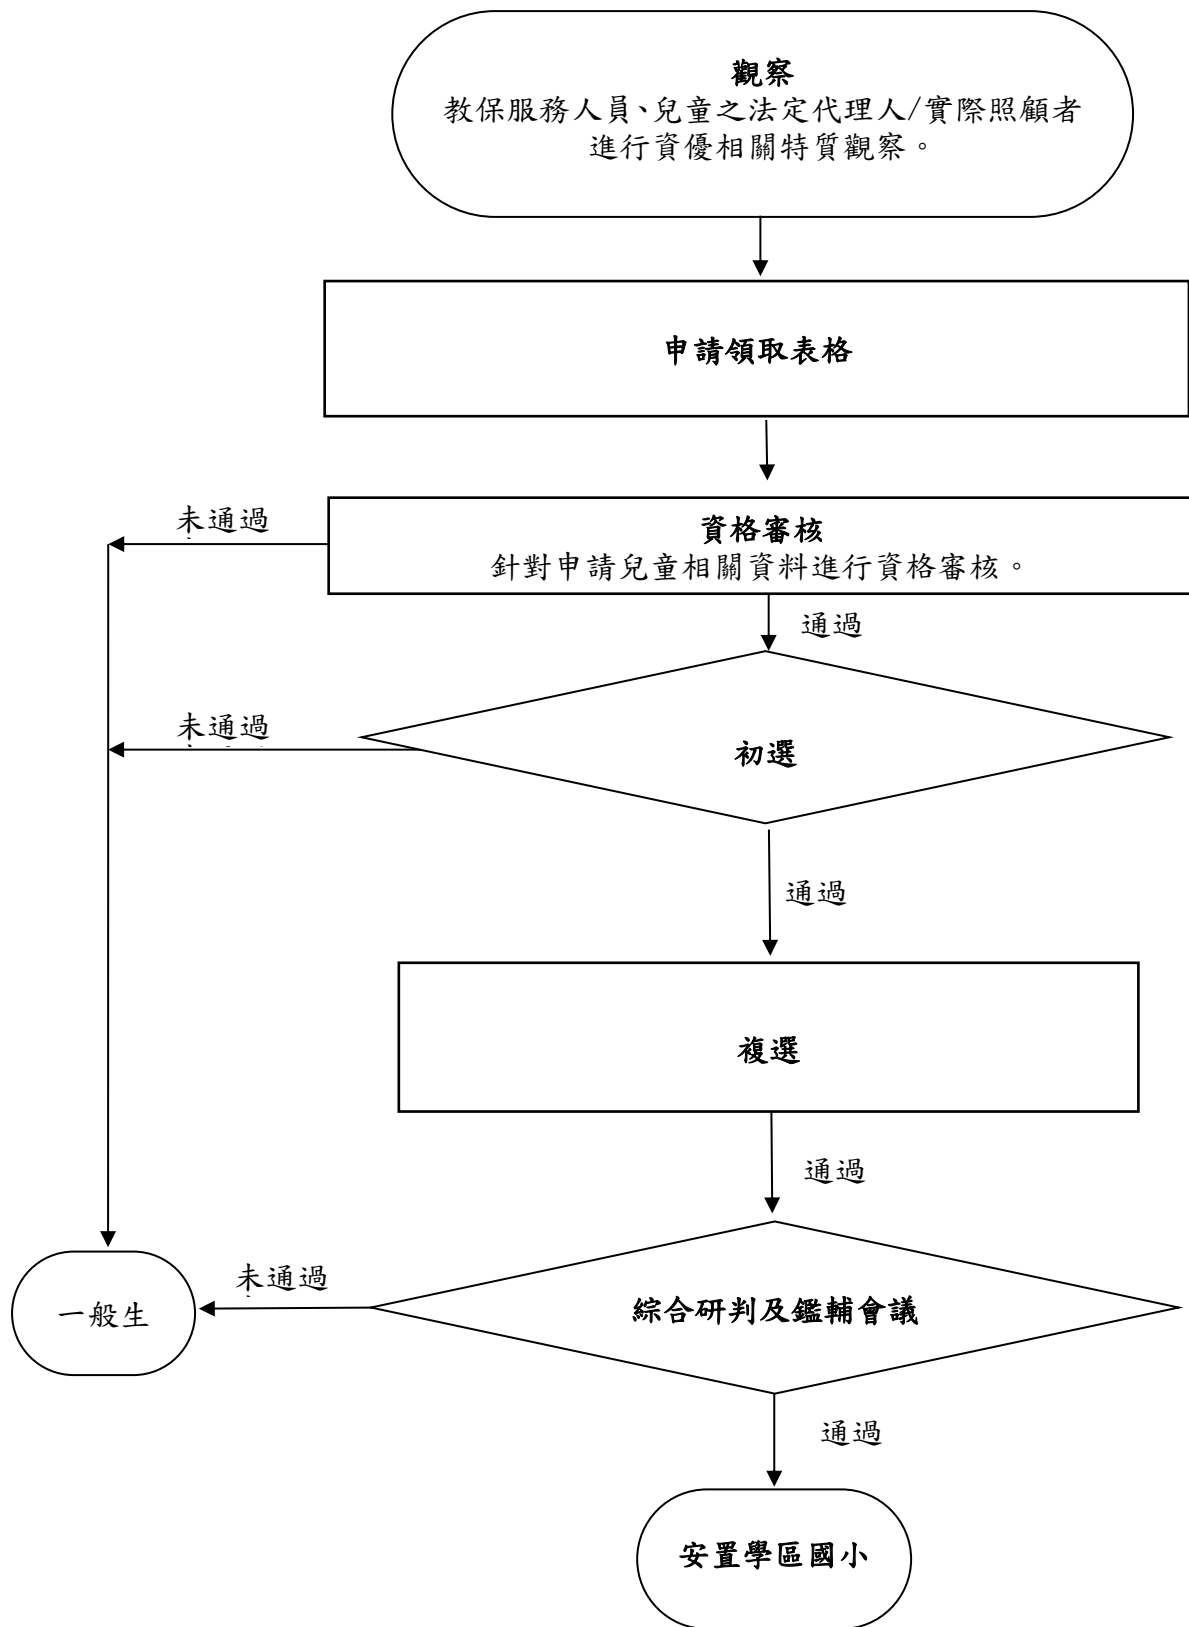 觀察
教保服務人員、兒童之法定代理人/實際照顧者
進行資優相關特質觀察。
申請領取表格
未通過
資格審核
針對申請兒童相關資料進行資格審核。
通過
未通過
初選
通過
複選
通過
未通過
一般生
綜合研判及鑑輔會議
通過
安置學區國小